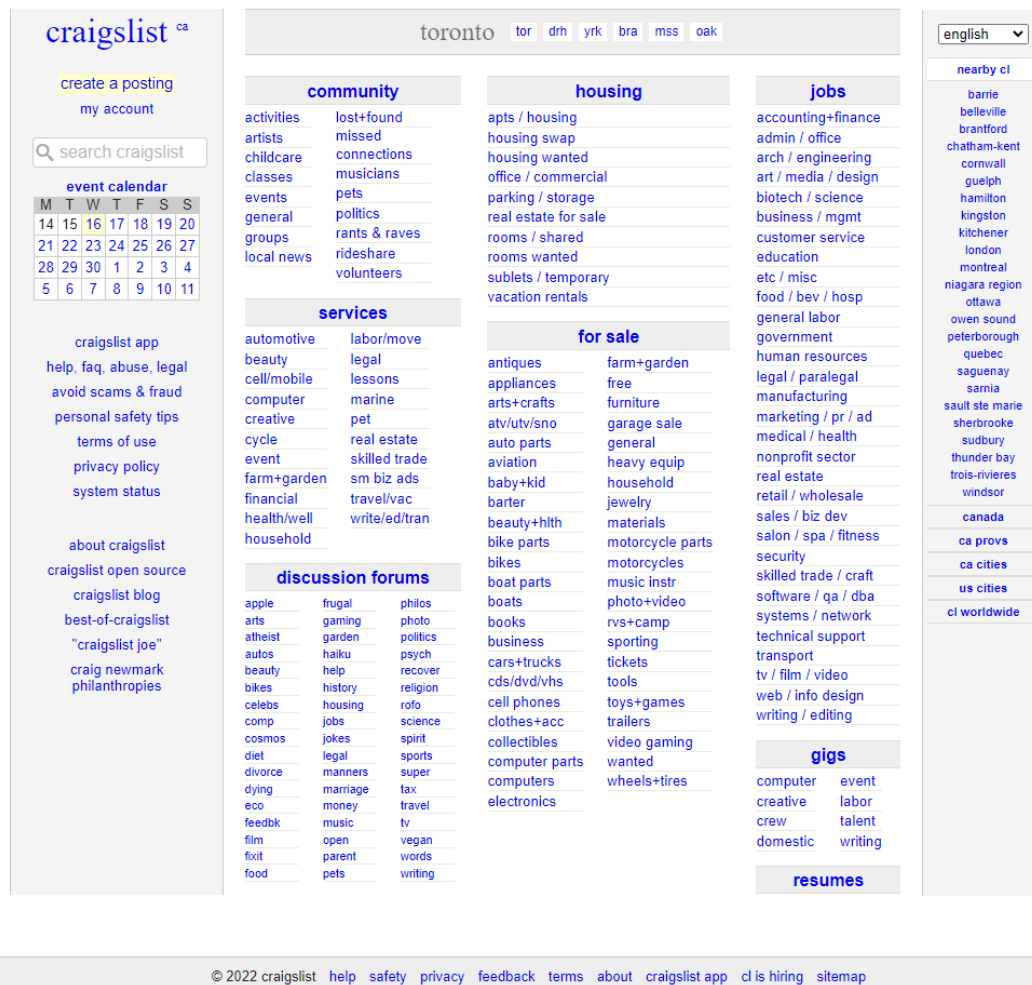 craigslist ca
create a posting
my account
search craigslist
event calendar
M T W T F S S
14 15 16 17 18 19 20
21 22 23 24 25 26 27
28 29 30 1 2 3 4
5 6 7 8 9 10 11
craigslist app
help, faq, abuse, legal
avoid scams & fraud
personal safety tips
terms of use
privacy policy
system status
about craigslist
craigslist open source
craigslist blog
best-of-craigslist
"craigslist joe"
craig newmark
philanthropies
toronto tor drh yrk bra mss oak
community
activities
artists
childcare
classes
events
general
groups
local news
lost+found
missed
connections
musicians
pets
politics
rants & raves
rideshare
volunteers
services
automotive
beauty
cell/mobile
computer
creative
cycle
event
farm+garden
financial
health/well
household
labor/move
legal
lessons
marine
pet
real estate
skilled trade
sm biz ads
travel/vac
write/ed/tran
discussion forums
apple
arts
atheist
autos
beauty
bikes
celebs
comp
cosmos
diet
divorce
dying
eco
feedbk
film
fixit
food
frugal
gaming
garden
haiku
help
history
housing
jobs
jokes
legal
manners
marriage
money
music
open
parent
pets
philos
photo
politics
psych
recover
religion
rofo
science
spirit
sports
super
tax
travel
tv
vegan
words
writing
housing
apts / housing
housing swap
housing wanted
office / commercial
parking / storage
real estate for sale
rooms / shared
rooms wanted
sublets / temporary
vacation rentals
for sale
antiques
appliances
arts+crafts
atv/utv/sno
auto parts
aviation
baby+kid
barter
beauty+hlth
bike parts
bikes
boat parts
boats
books
business
cars+trucks
cds/dvd/vhs
cell phones
clothes+acc
collectibles
computer parts
computers
electronics
farm+garden
free
furniture
garage sale
general
heavy equip
household
jewelry
materials
motorcycle parts
motorcycles
music instr
photo+video
rvs+camp
sporting
tickets
tools
toys+games
trailers
video gaming
wanted
wheels+tires
jobs
accounting+finance
admin / office
arch / engineering
art / media / design
biotech / science
business / mgmt
customer service
education
etc / misc
food / bev / hosp
general labor
government
human resources
legal / paralegal
manufacturing
marketing / pr / ad
medical / health
nonprofit sector
real estate
retail / wholesale
sales / biz dev
salon / spa / fitness
security
skilled trade / craft
software / qa / dba
systems / network
technical support
transport
tv / film / video
web / info design
writing / editing
gigs
computer
creative
crew
domestic
event
labor
talent
writing
resumes
english
nearby cl
barrie
belleville
brantford
chatham-kent
cornwall
guelph
hamilton
kingston
kitchener
london
montreal
niagara region
ottawa
owen sound
peterborough
quebec
saguenay
sarnia
sault ste marie
sherbrooke
sudbury
thunder bay
trois-rivieres
windsor
canada
ca provs
ca cities
us cities
cl worldwide
© 2022 craigslist help safety privacy feedback terms about craigslist app cl is hiring sitemap